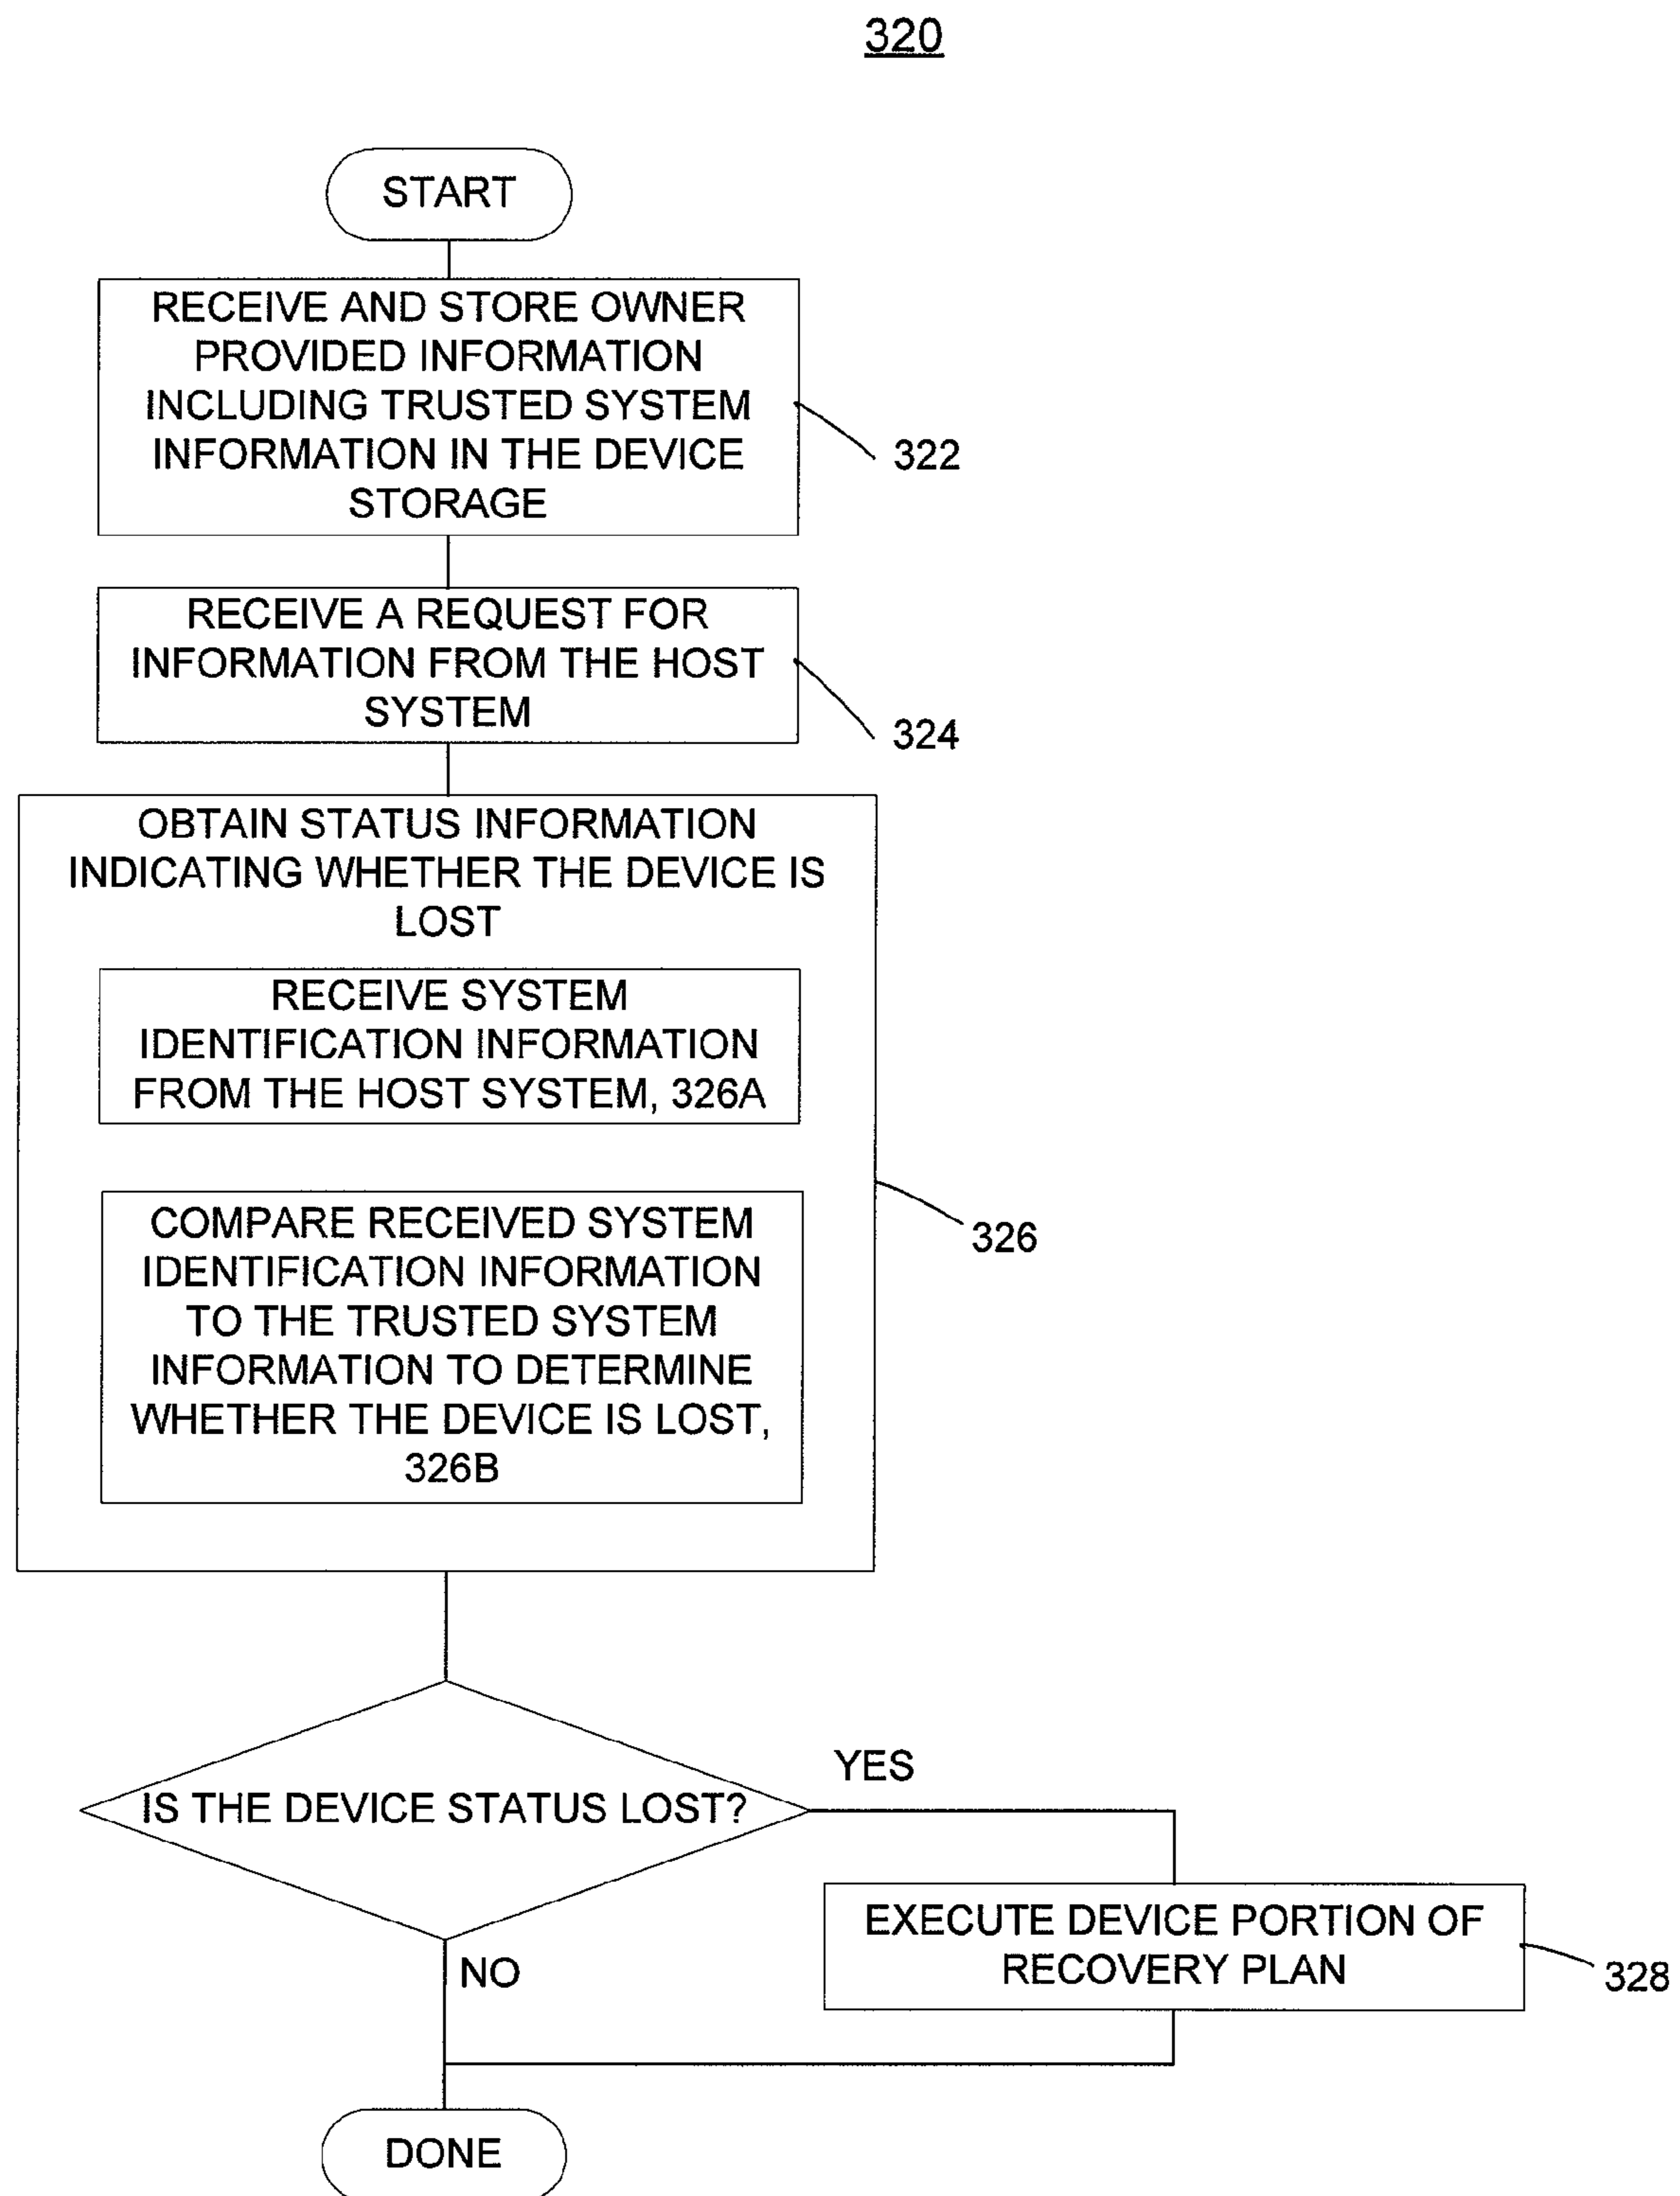 320
START
RECEIVE AND STORE OWNER
PROVIDED INFORMATION
INCLUDING TRUSTED SYSTEM
INFORMATION IN THE DEVICE
STORAGE
322
RECEIVE A REQUEST FOR
INFORMATION FROM THE HOST
SYSTEM
324
OBTAIN STATUS INFORMATION
INDICATING WHETHER THE DEVICE IS
LOST
RECEIVE SYSTEM
IDENTIFICATION INFORMATION
FROM THE HOST SYSTEM, 326A
COMPARE RECEIVED SYSTEM
IDENTIFICATION INFORMATION
TO THE TRUSTED SYSTEM
INFORMATION TO DETERMINE
WHETHER THE DEVICE IS LOST,
326B
326
IS THE DEVICE STATUS LOST?
YES
EXECUTE DEVICE PORTION OF
RECOVERY PLAN
328
NO
DONE